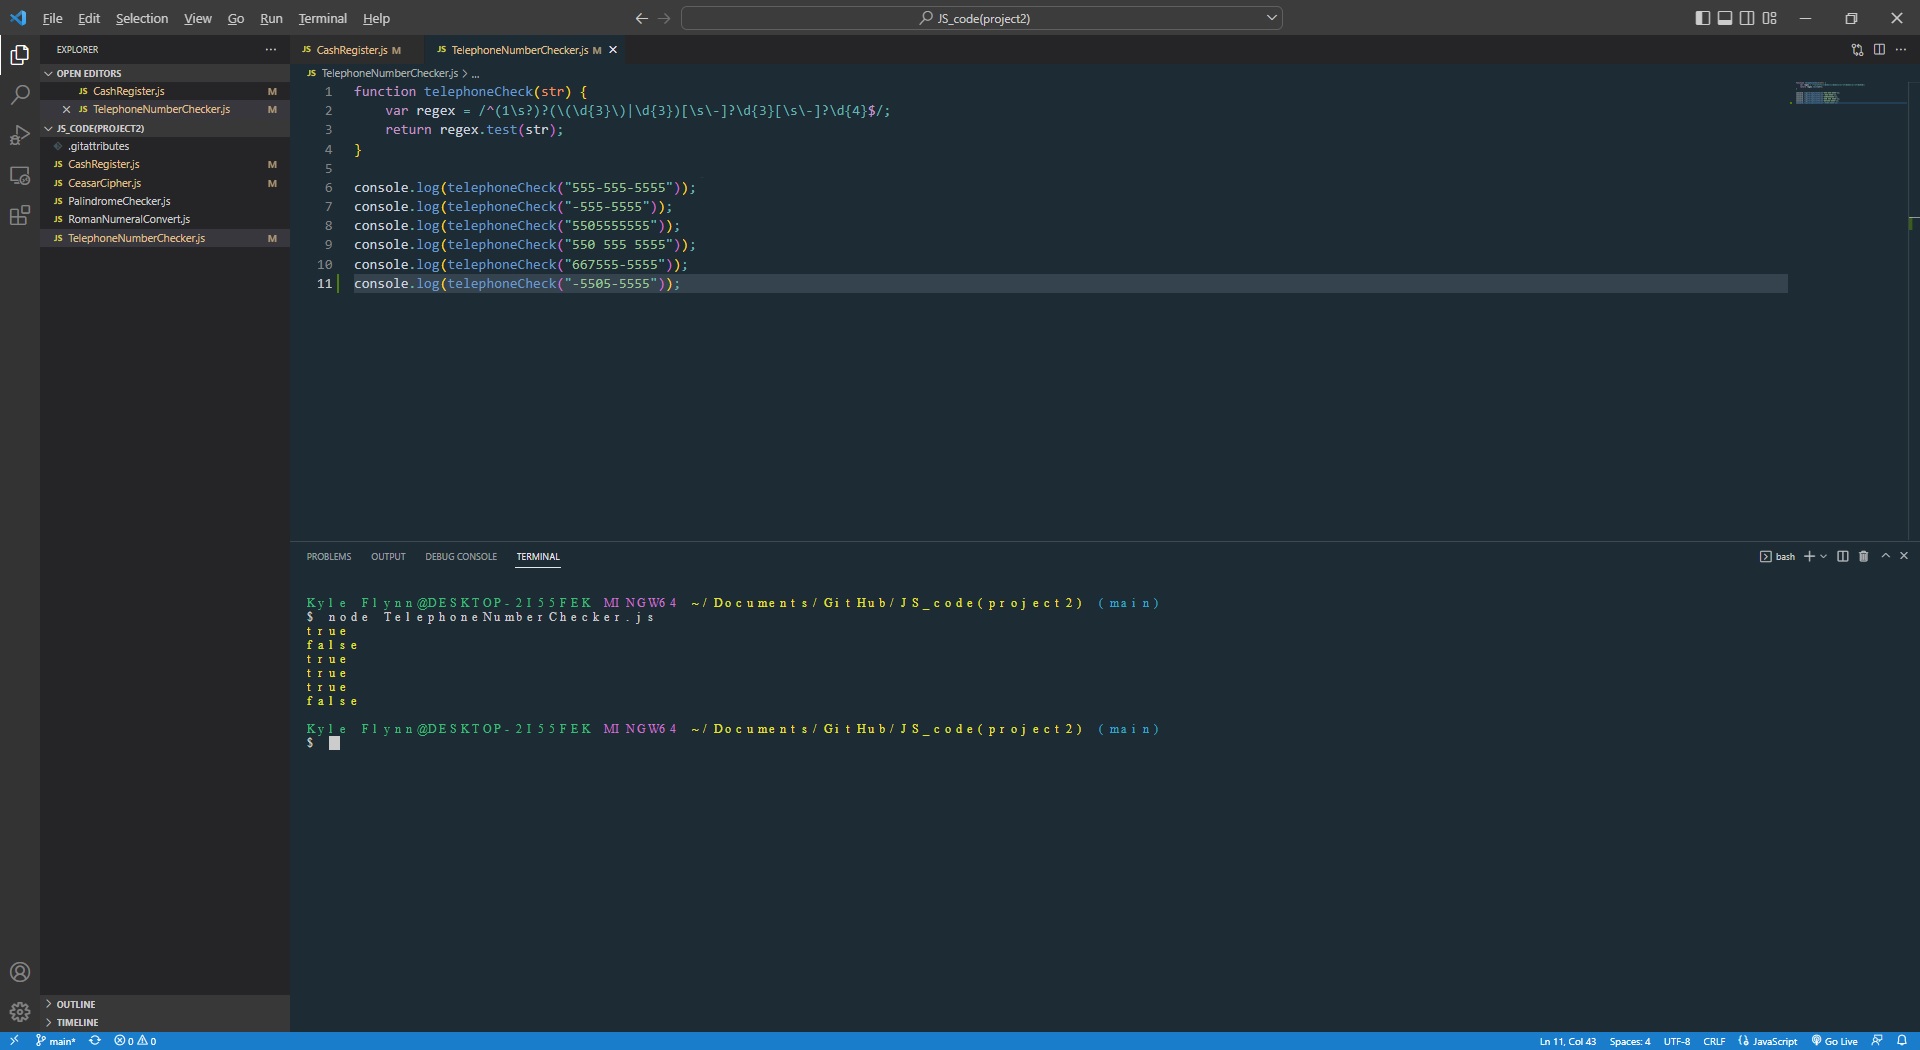 File Edit Selection View Go Run Terminal Help
JS_code(project2)
EXPLORER
OPEN EDITORS
JS CashRegister.js M
JS TelephoneNumberChecker.js M
JS_CODE(PROJECT2)
.gitattributes
JS CashRegister.js M
JS CeasarCipher.js M
JS PalindromeChecker.js
JS RomanNumeralConvert.js
JS TelephoneNumberChecker.js M
OUTLINE
TIMELINE
JS CashRegister.js M JS TelephoneNumberChecker.js M
JS TelephoneNumberChecker.js > ...
1 function telephoneCheck(str) {
2 var regex = /^(1\s?)?(\(\d{3}\)|\d{3})[\s\-]?\d{3}[\s\-]?\d{4}$/;
3 return regex.test(str);
4 }
5
6 console.log(telephoneCheck("555-555-5555"));
7 console.log(telephoneCheck("-555-5555"));
8 console.log(telephoneCheck("5505555555"));
9 console.log(telephoneCheck("550 555 5555"));
10 console.log(telephoneCheck("667555-5555"));
11 console.log(telephoneCheck("-5505-5555"));
PROBLEMS OUTPUT DEBUG CONSOLE TERMINAL
bash
Kyle Flynn@DESKTOP-2I55FEK MINGW64 ~/Documents/GitHub/JS_code(project2) (main)
$ node TelephoneNumberChecker.js
true
false
true
true
true
false
Kyle Flynn@DESKTOP-2I55FEK MINGW64 ~/Documents/GitHub/JS_code(project2) (main)
$
main* 0 0
Ln 11, Col 43 Spaces: 4 UTF-8 CRLF JavaScript Go Live